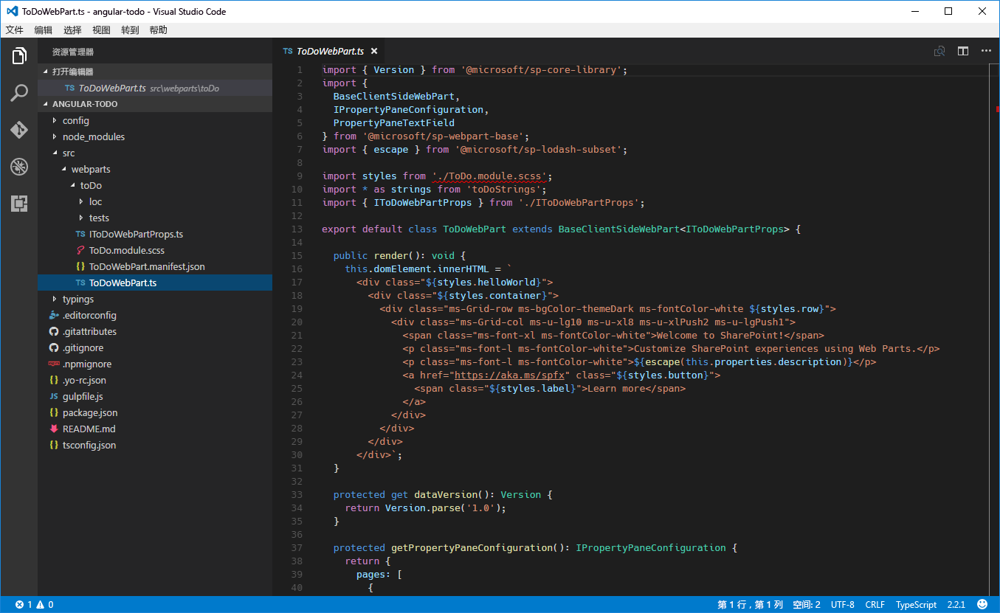 ToDoWebPart.ts - angular-todo - Visual Studio Code
文件 编辑 选择 视图 转到 帮助
资源管理器
打开编辑器
TS ToDoWebPart.ts src\webparts\toDo
ANGULAR-TODO
config
node_modules
src
webparts
toDo
loc
tests
TS IToDoWebPartProps.ts
ToDo.module.scss
{} ToDoWebPart.manifest.json
TS ToDoWebPart.ts
typings
.editorconfig
.gitattributes
.gitignore
npm .npmignore
{} .yo-rc.json
JS gulpfile.js
{} package.json
README.md
{} tsconfig.json
TS ToDoWebPart.ts
1 import { Version } from '@microsoft/sp-core-library';
2 import {
3 BaseClientSideWebPart,
4 IPropertyPaneConfiguration,
5 PropertyPaneTextField
6 } from '@microsoft/sp-webpart-base';
7 import { escape } from '@microsoft/sp-lodash-subset';
8
9 import styles from './ToDo.module.scss';
10 import * as strings from 'toDoStrings';
11 import { IToDoWebPartProps } from './IToDoWebPartProps';
12
13 export default class ToDoWebPart extends BaseClientSideWebPart<IToDoWebPartProps> {
14
15 public render(): void {
16 this.domElement.innerHTML = `
17 <div class="${styles.helloWorld}">
18 <div class="${styles.container}">
19 <div class="ms-Grid-row ms-bgColor-themeDark ms-fontColor-white ${styles.row}">
20 <div class="ms-Grid-col ms-u-lg10 ms-u-xl8 ms-u-xlPush2 ms-u-lgPush1">
21 <span class="ms-font-xl ms-fontColor-white">Welcome to SharePoint!</span>
22 <p class="ms-font-l ms-fontColor-white">Customize SharePoint experiences using Web Parts.</p>
23 <p class="ms-font-l ms-fontColor-white">${escape(this.properties.description)}</p>
24 <a href="https://aka.ms/spfx" class="${styles.button}">
25 <span class="${styles.label}">Learn more</span>
26 </a>
27 </div>
28 </div>
29 </div>
30 </div>`;
31 }
32
33 protected get dataVersion(): Version {
34 return Version.parse('1.0');
35 }
36
37 protected getPropertyPaneConfiguration(): IPropertyPaneConfiguration {
38 return {
39 pages: [
40 {
1 0 第 1 行，第 1 列 空间: 2 UTF-8 CRLF TypeScript 2.2.1